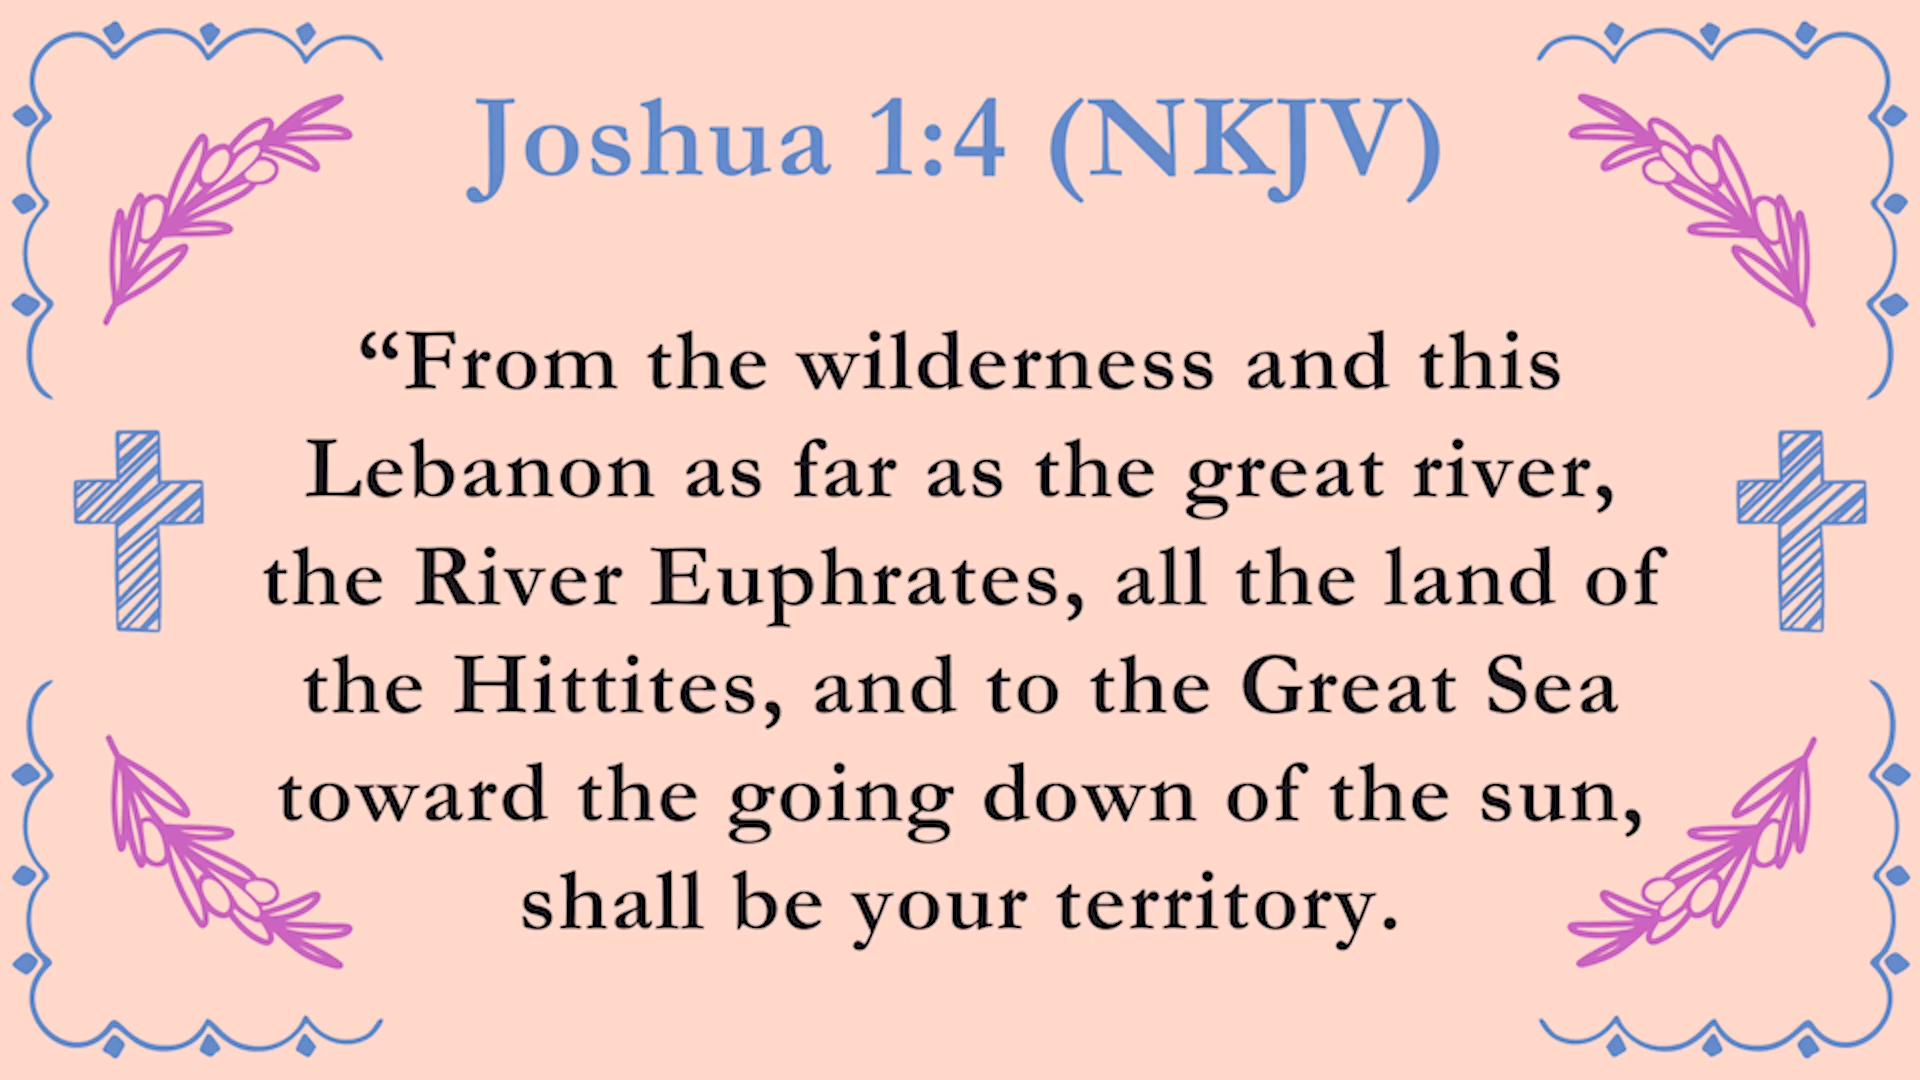 Joshua 1:4 (NKJV)
“From the wilderness and this
Lebanon as far as the great river,
the River Euphrates, all the land of
the Hittites, and to the Great Sea
toward the going down of the sun,
shall be your territory.